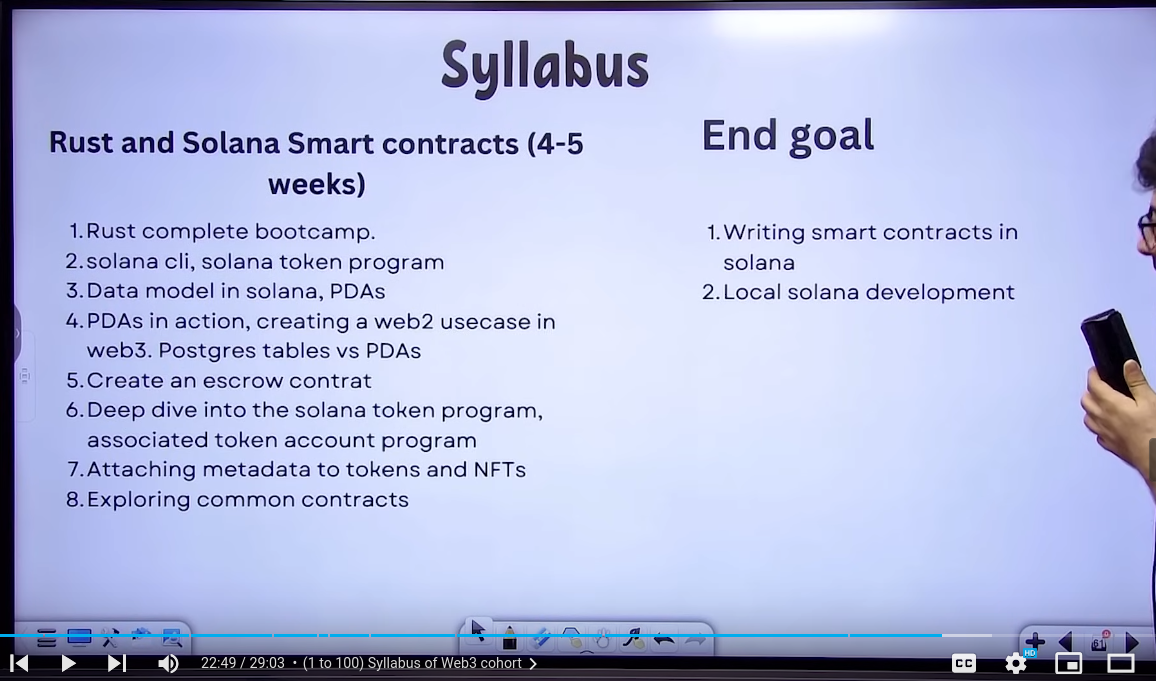 Syllabus
Rust and Solana Smart contracts (4-5
weeks)
1.Rust complete bootcamp.
2.solana cli, solana token program
3.Data model in solana, PDAs
4.PDAs in action, creating a web2 usecase in
web3. Postgres tables vs PDAs
5.Create an escrow contrat
6.Deep dive into the solana token program,
associated token account program
7.Attaching metadata to tokens and NFTs
8.Exploring common contracts
End goal
1.Writing smart contracts in
solana
2.Local solana development
61
22:49 / 29:03 • (1 to 100) Syllabus of Web3 cohort
CC
HD